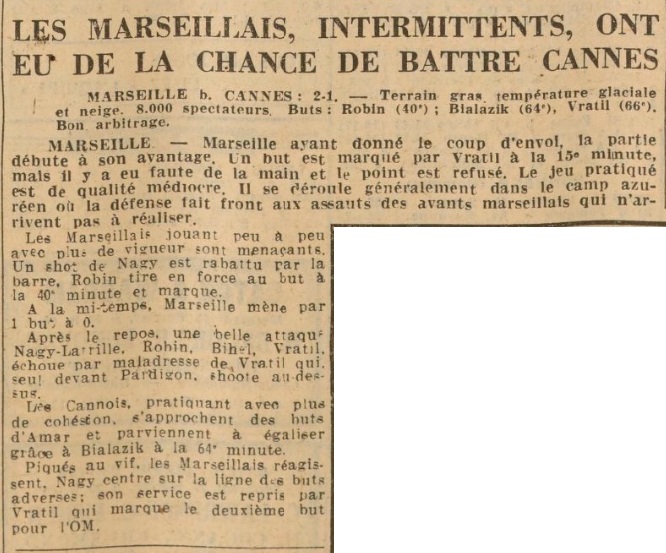 LES MARSEILLAIS, INTERMITTENTS, ONT
EU DE LA CHANCE DE BATTRE CANNES
MARSEILLE b. CANNES : 2-1. — Terrain gras température glaciale
et neige. 8.000 spectateurs. Buts : Robin (40e) ; Bialazik (64e), Vratil (66e).
Bon arbitrage.
MARSEILLE. — Marseille ayant donné le coup d'envoi, la partie
débute à son avantage. Un but est marqué par Vratil à la 15e minute,
mais il y a eu faute de la main et le point est refusé. Le jeu pratiqué
est de qualité médiocre. Il se déroule généralement dans le camp azu-
réen où la défense fait front aux assauts des avants marseillais qui n'ar-
rivent pas à réaliser.
Les Marseillais jouant peu à peu
avec plus de vigueur sont menaçants.
Un shot de Nagy est rabattu par la
barre, Robin tire en force au but à
la 40e minute et marque.
A la mi-temps, Marseille mène par
1 but à 0.
Après le repos, une belle attaque
Nagy-Latrille, Robin, Bihel, Vratil,
échoue par maladresse de Vratil qui,
seul devant Pardigon, shoote au-des-
sus.
Les Cannois, pratiquant avec plus
de cohésion, s'approchent des buts
d'Amar et parviennent à égaliser
grâce à Bialazik à la 64e minute.
Piqués au vif, les Marseillais réagis-
sent, Nagy centre sur la ligne des buts
adverses; son service est repris par
Vratil qui marque le deuxième but
pour l'OM.